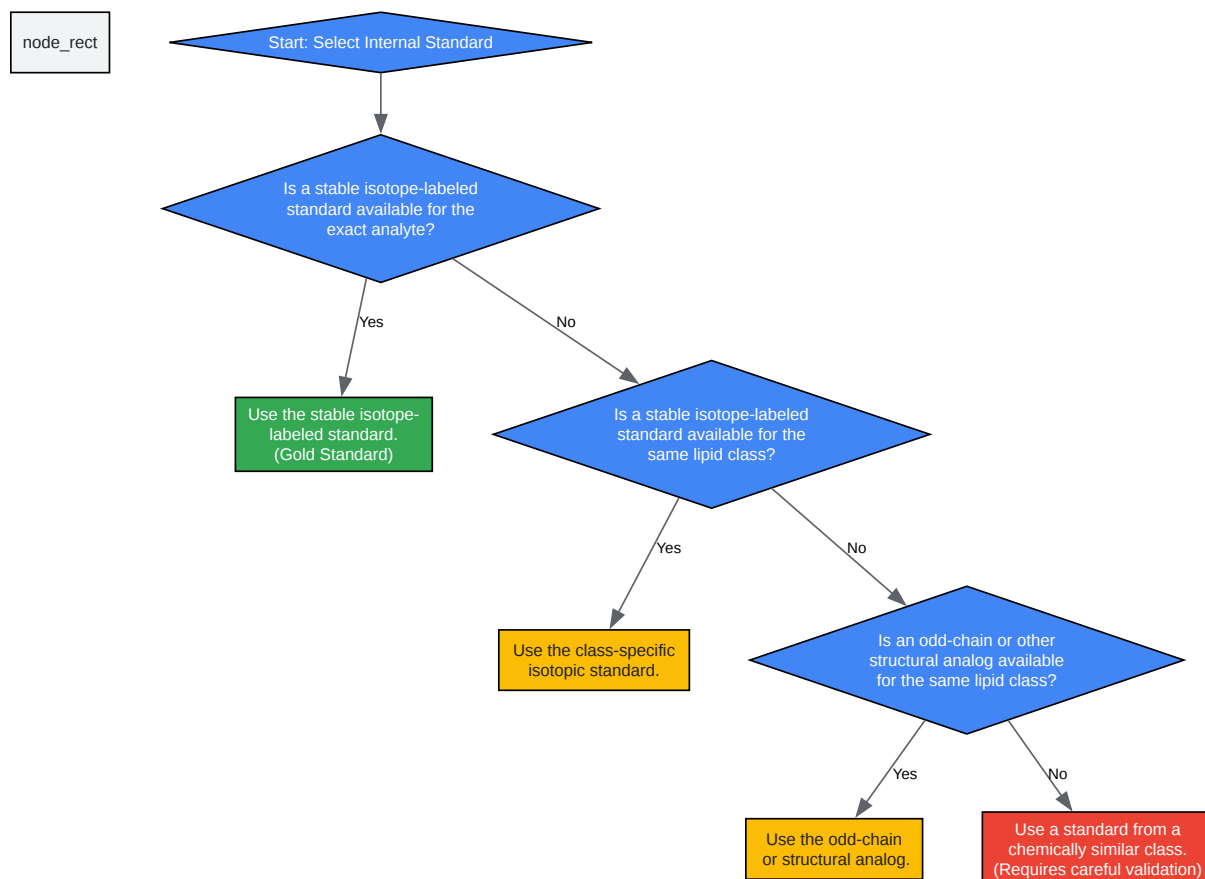 node_rect
Start: Select Internal Standard
Is a stable isotope-labeled
standard available for the
exact analyte?
Yes
No
Use the stable isotope-
labeled standard.
(Gold Standard)
Is a stable isotope-labeled
standard available for the
same lipid class?
Yes
No
Use the class-specific
isotopic standard.
Is an odd-chain or other
structural analog available
for the same lipid class?
Yes
No
Use the odd-chain
or structural analog.
Use a standard from a
chemically similar class.
(Requires careful validation)